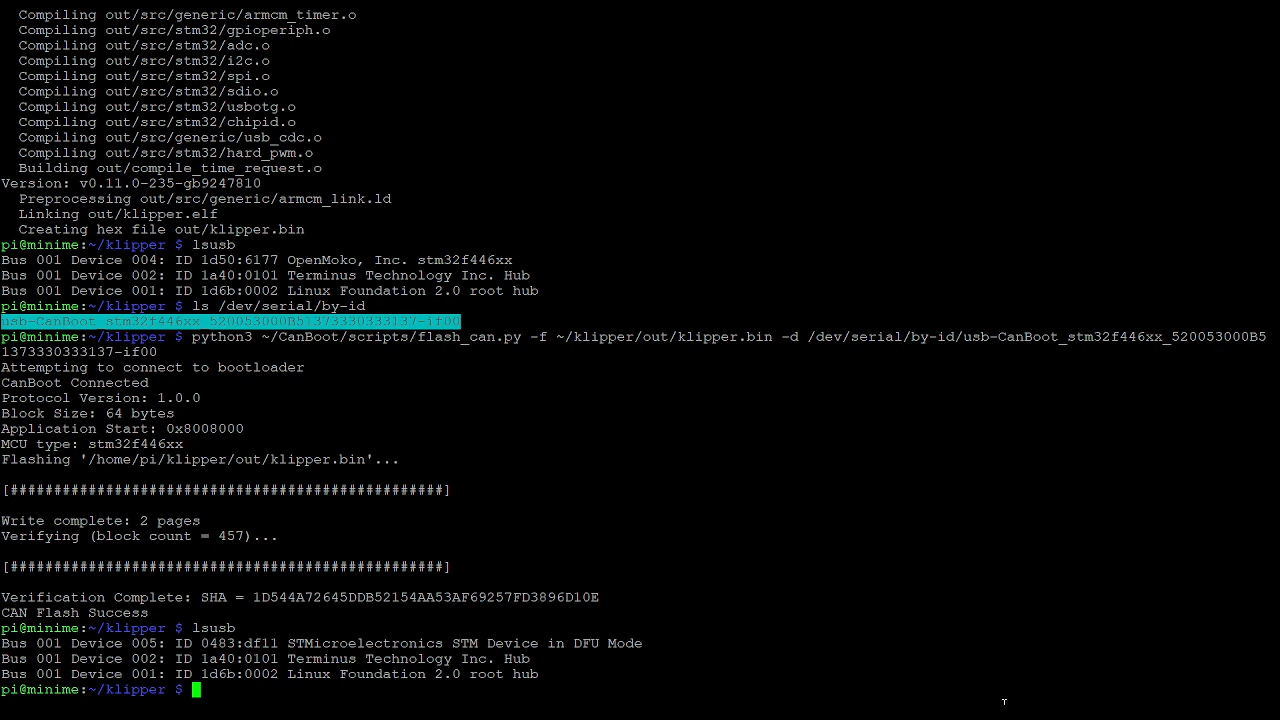 Compiling out/src/generic/armcm_timer.o
Compiling out/src/stm32/gpioperiph.o
Compiling out/src/stm32/adc.o
Compiling out/src/stm32/i2c.o
Compiling out/src/stm32/spi.o
Compiling out/src/stm32/sdio.o
Compiling out/src/stm32/usbotg.o
Compiling out/src/stm32/chipid.o
Compiling out/src/generic/usb_cdc.o
Compiling out/src/stm32/hard_pwm.o
Building out/compile_time_request.o
Version: v0.11.0-235-gb9247810
Preprocessing out/src/generic/armcm_link.ld
Linking out/klipper.elf
Creating hex file out/klipper.bin
pi@minime:~/klipper $ lsusb
Bus 001 Device 004: ID 1d50:6177 OpenMoko, Inc. stm32f446xx
Bus 001 Device 002: ID 1a40:0101 Terminus Technology Inc. Hub
Bus 001 Device 001: ID 1d6b:0002 Linux Foundation 2.0 root hub
pi@minime:~/klipper $ ls /dev/serial/by-id
usb-CanBoot_stm32f446xx_520053000B51373330333137-if00
pi@minime:~/klipper $ python3 ~/CanBoot/scripts/flash_can.py -f ~/klipper/out/klipper.bin -d /dev/serial/by-id/usb-CanBoot_stm32f446xx_520053000B5
1373330333137-if00
Attempting to connect to bootloader
CanBoot Connected
Protocol Version: 1.0.0
Block Size: 64 bytes
Application Start: 0x8008000
MCU type: stm32f446xx
Flashing '/home/pi/klipper/out/klipper.bin'...
[##################################################]
Write complete: 2 pages
Verifying (block count = 457)...
[##################################################]
Verification Complete: SHA = 1D544A72645DDB52154AA53AF69257FD3896D10E
CAN Flash Success
pi@minime:~/klipper $ lsusb
Bus 001 Device 005: ID 0483:df11 STMicroelectronics STM Device in DFU Mode
Bus 001 Device 002: ID 1a40:0101 Terminus Technology Inc. Hub
Bus 001 Device 001: ID 1d6b:0002 Linux Foundation 2.0 root hub
pi@minime:~/klipper $